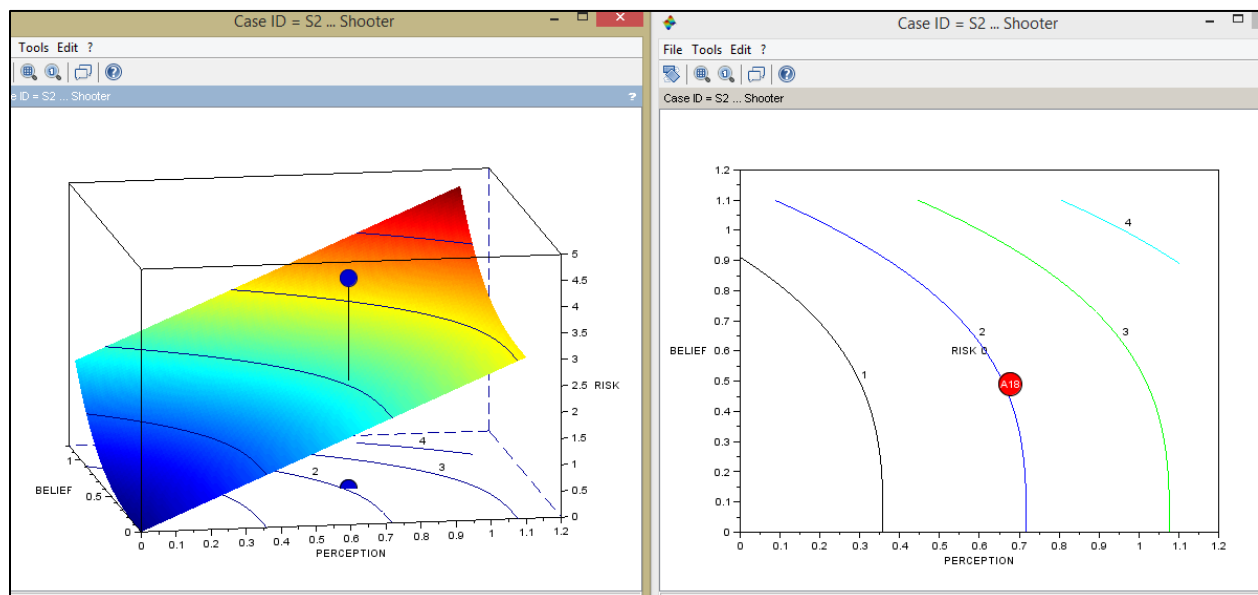 Case ID = S2 ... Shooter
Tools Edit ?
Case ID = S2 ... Shooter
?
5
4.5
4
3.5
3
2.5
RISK
2
1.5
1
0.5
0
1
0.5
0
BELIEF
2
3
4
0 0.1 0.2 0.3 0.4 0.5 0.6 0.7 0.8 0.9 1 1.1 1.2
PERCEPTION
Case ID = S2 ... Shooter
File Tools Edit ?
Case ID = S2 ... Shooter
1.2
1.1
1
0.9
0.8
0.7
0.6
BELIEF
0.5
0.4
0.3
0.2
0.1
0
1
2
RISK 0
A18
3
4
0 0.1 0.2 0.3 0.4 0.5 0.6 0.7 0.8 0.9 1 1.1 1.2
PERCEPTION